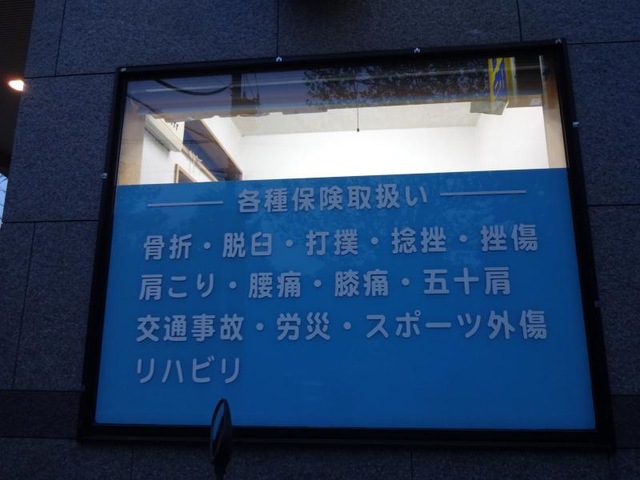 各種保険取扱い
骨折・脱臼・打撲・捻挫・挫傷
肩こり・腰痛・膝痛・五十肩
交通事故・労災・スポーツ外傷
リハビリ